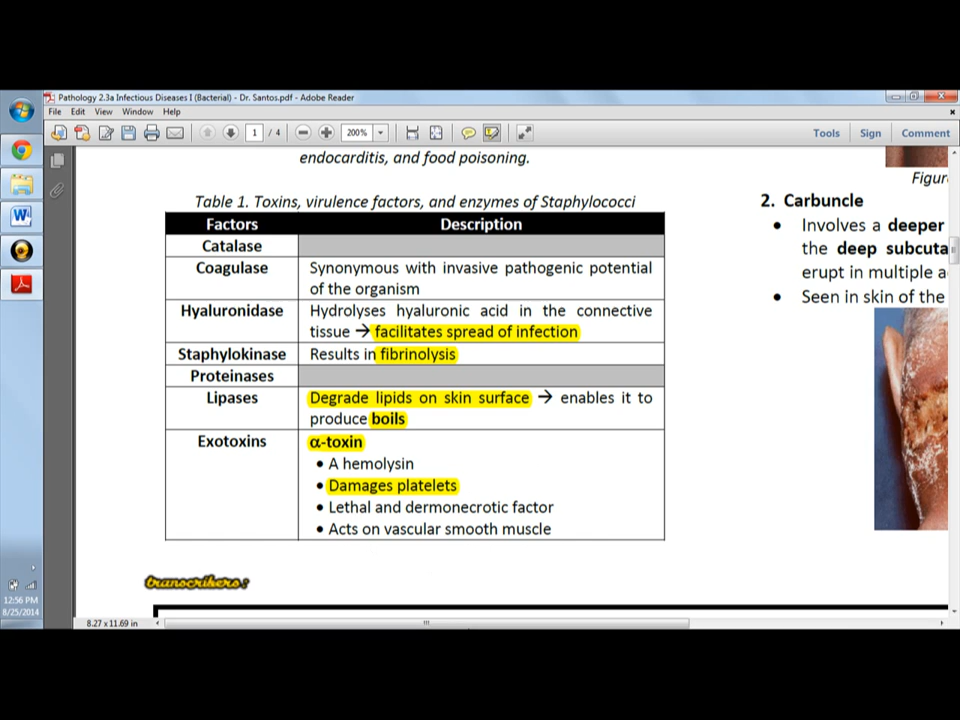 Pathology 2.3a Infectious Diseases I (Bacterial) - Dr. Santos.pdf - Adobe Reader
File Edit View Window Help
1 / 4 200% Tools Sign Comment
endocarditis, and food poisoning.
Figur
Table 1. Toxins, virulence factors, and enzymes of Staphylococci
Factors Description
Catalase
Coagulase Synonymous with invasive pathogenic potential
of the organism
Hyaluronidase Hydrolyses hyaluronic acid in the connective
tissue → facilitates spread of infection
Staphylokinase Results in fibrinolysis
Proteinases
Lipases Degrade lipids on skin surface → enables it to
produce boils
Exotoxins α-toxin
• A hemolysin
• Damages platelets
• Lethal and dermonecrotic factor
• Acts on vascular smooth muscle
2. Carbuncle
• Involves a deeper
the deep subcuta
erupt in multiple a
• Seen in skin of the
transcribers:
12:56 PM
8/25/2014
8.27 x 11.69 in